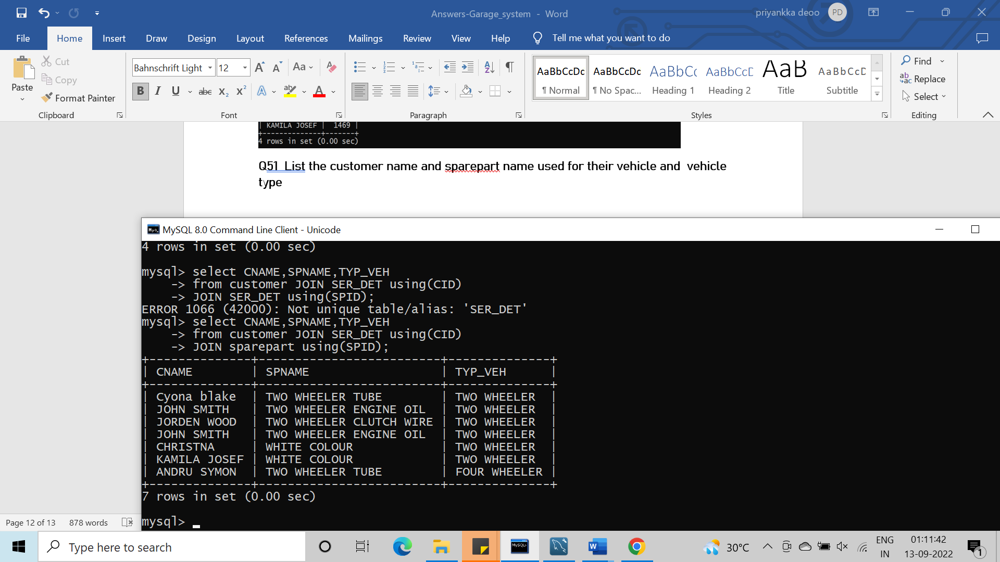 Answers-Garage_system - Word
priyankka deoo
PD
File
Home
Insert
Draw
Design
Layout
References
Mailings
Review
View
Help
Tell me what you want to do
Paste
Cut
Copy
Format Painter
Clipboard
Bahnschrift Light
12
Font
Paragraph
AaBbCcDc
¶ Normal
AaBbCcDc
¶ No Spac...
AaBbCc
Heading 1
AaBbCcD
Heading 2
AaB
Title
AaBbCcD
Subtitle
Styles
Find
Replace
Select
Editing
| KAMILA JOSEF | 1469 |
+--------------+-------+
4 rows in set (0.00 sec)
Q51 List the customer name and sparepart name used for their vehicle and vehicle
type
MySQL 8.0 Command Line Client - Unicode
4 rows in set (0.00 sec)
mysql> select CNAME,SPNAME,TYP_VEH
-> from customer JOIN SER_DET using(CID)
-> JOIN SER_DET using(SPID);
ERROR 1066 (42000): Not unique table/alias: 'SER_DET'
mysql> select CNAME,SPNAME,TYP_VEH
-> from customer JOIN SER_DET using(CID)
-> JOIN sparepart using(SPID);
+--------------+-------------------------+--------------+
| CNAME | SPNAME | TYP_VEH |
+--------------+-------------------------+--------------+
| Cyona blake | TWO WHEELER TUBE | TWO WHEELER |
| JOHN SMITH | TWO WHEELER ENGINE OIL | TWO WHEELER |
| JORDEN WOOD | TWO WHEELER CLUTCH WIRE | TWO WHEELER |
| JOHN SMITH | TWO WHEELER ENGINE OIL | TWO WHEELER |
| CHRISTNA | WHITE COLOUR | TWO WHEELER |
| KAMILA JOSEF | WHITE COLOUR | TWO WHEELER |
| ANDRU SYMON | TWO WHEELER TUBE | FOUR WHEELER |
+--------------+-------------------------+--------------+
7 rows in set (0.00 sec)
mysql>
Page 12 of 13
878 words
Type here to search
30°C
ENG
IN
01:11:42
13-09-2022
1